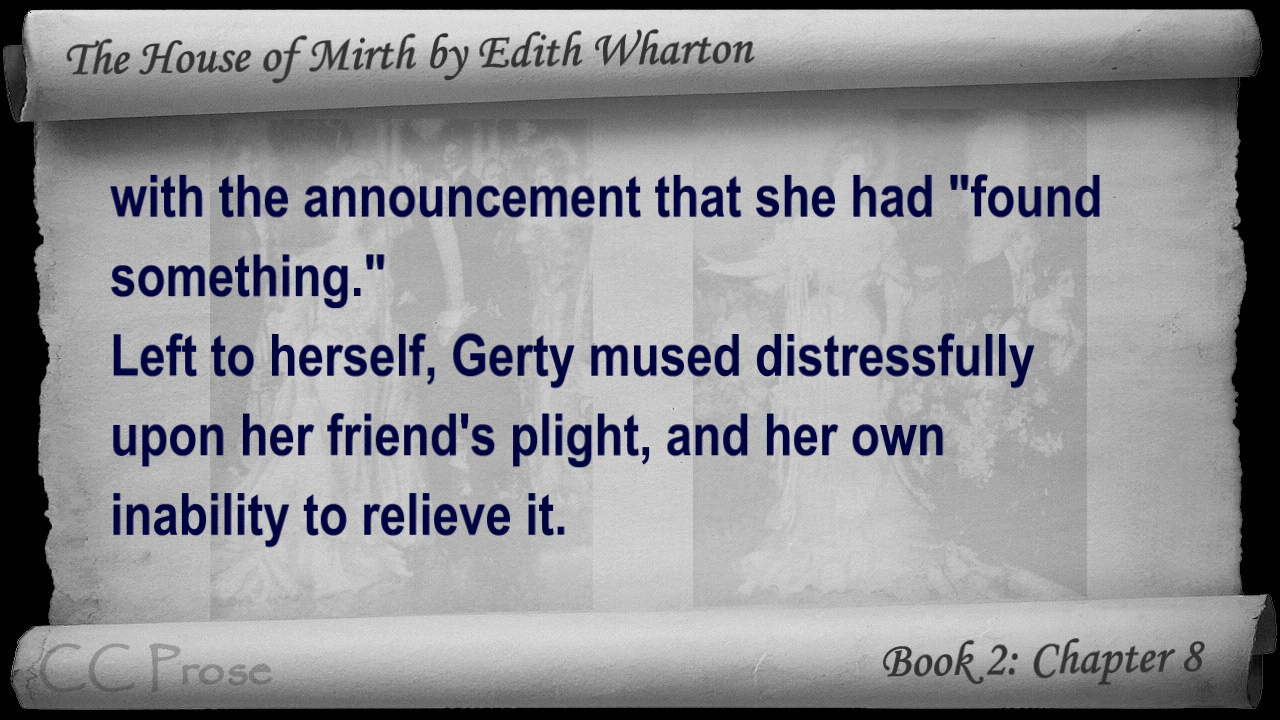 The House of Mirth by Edith Wharton
with the announcement that she had "found
something."
Left to herself, Gerty mused distressfully
upon her friend's plight, and her own
inability to relieve it.
CC Prose
Book 2: Chapter 8